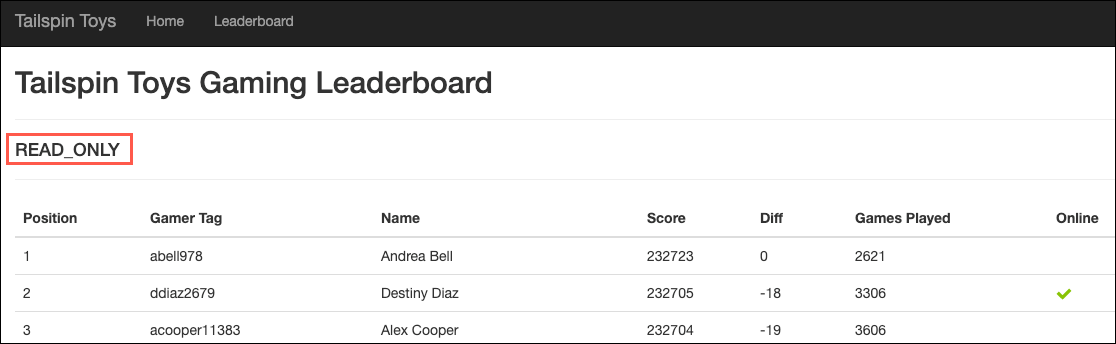 Tailspin Toys Home Leaderboard
Tailspin Toys Gaming Leaderboard
READ_ONLY
Position Gamer Tag Name Score Diff Games Played Online
1 abell978 Andrea Bell 232723 0 2621
2 ddiaz2679 Destiny Diaz 232705 -18 3306
3 acooper11383 Alex Cooper 232704 -19 3606